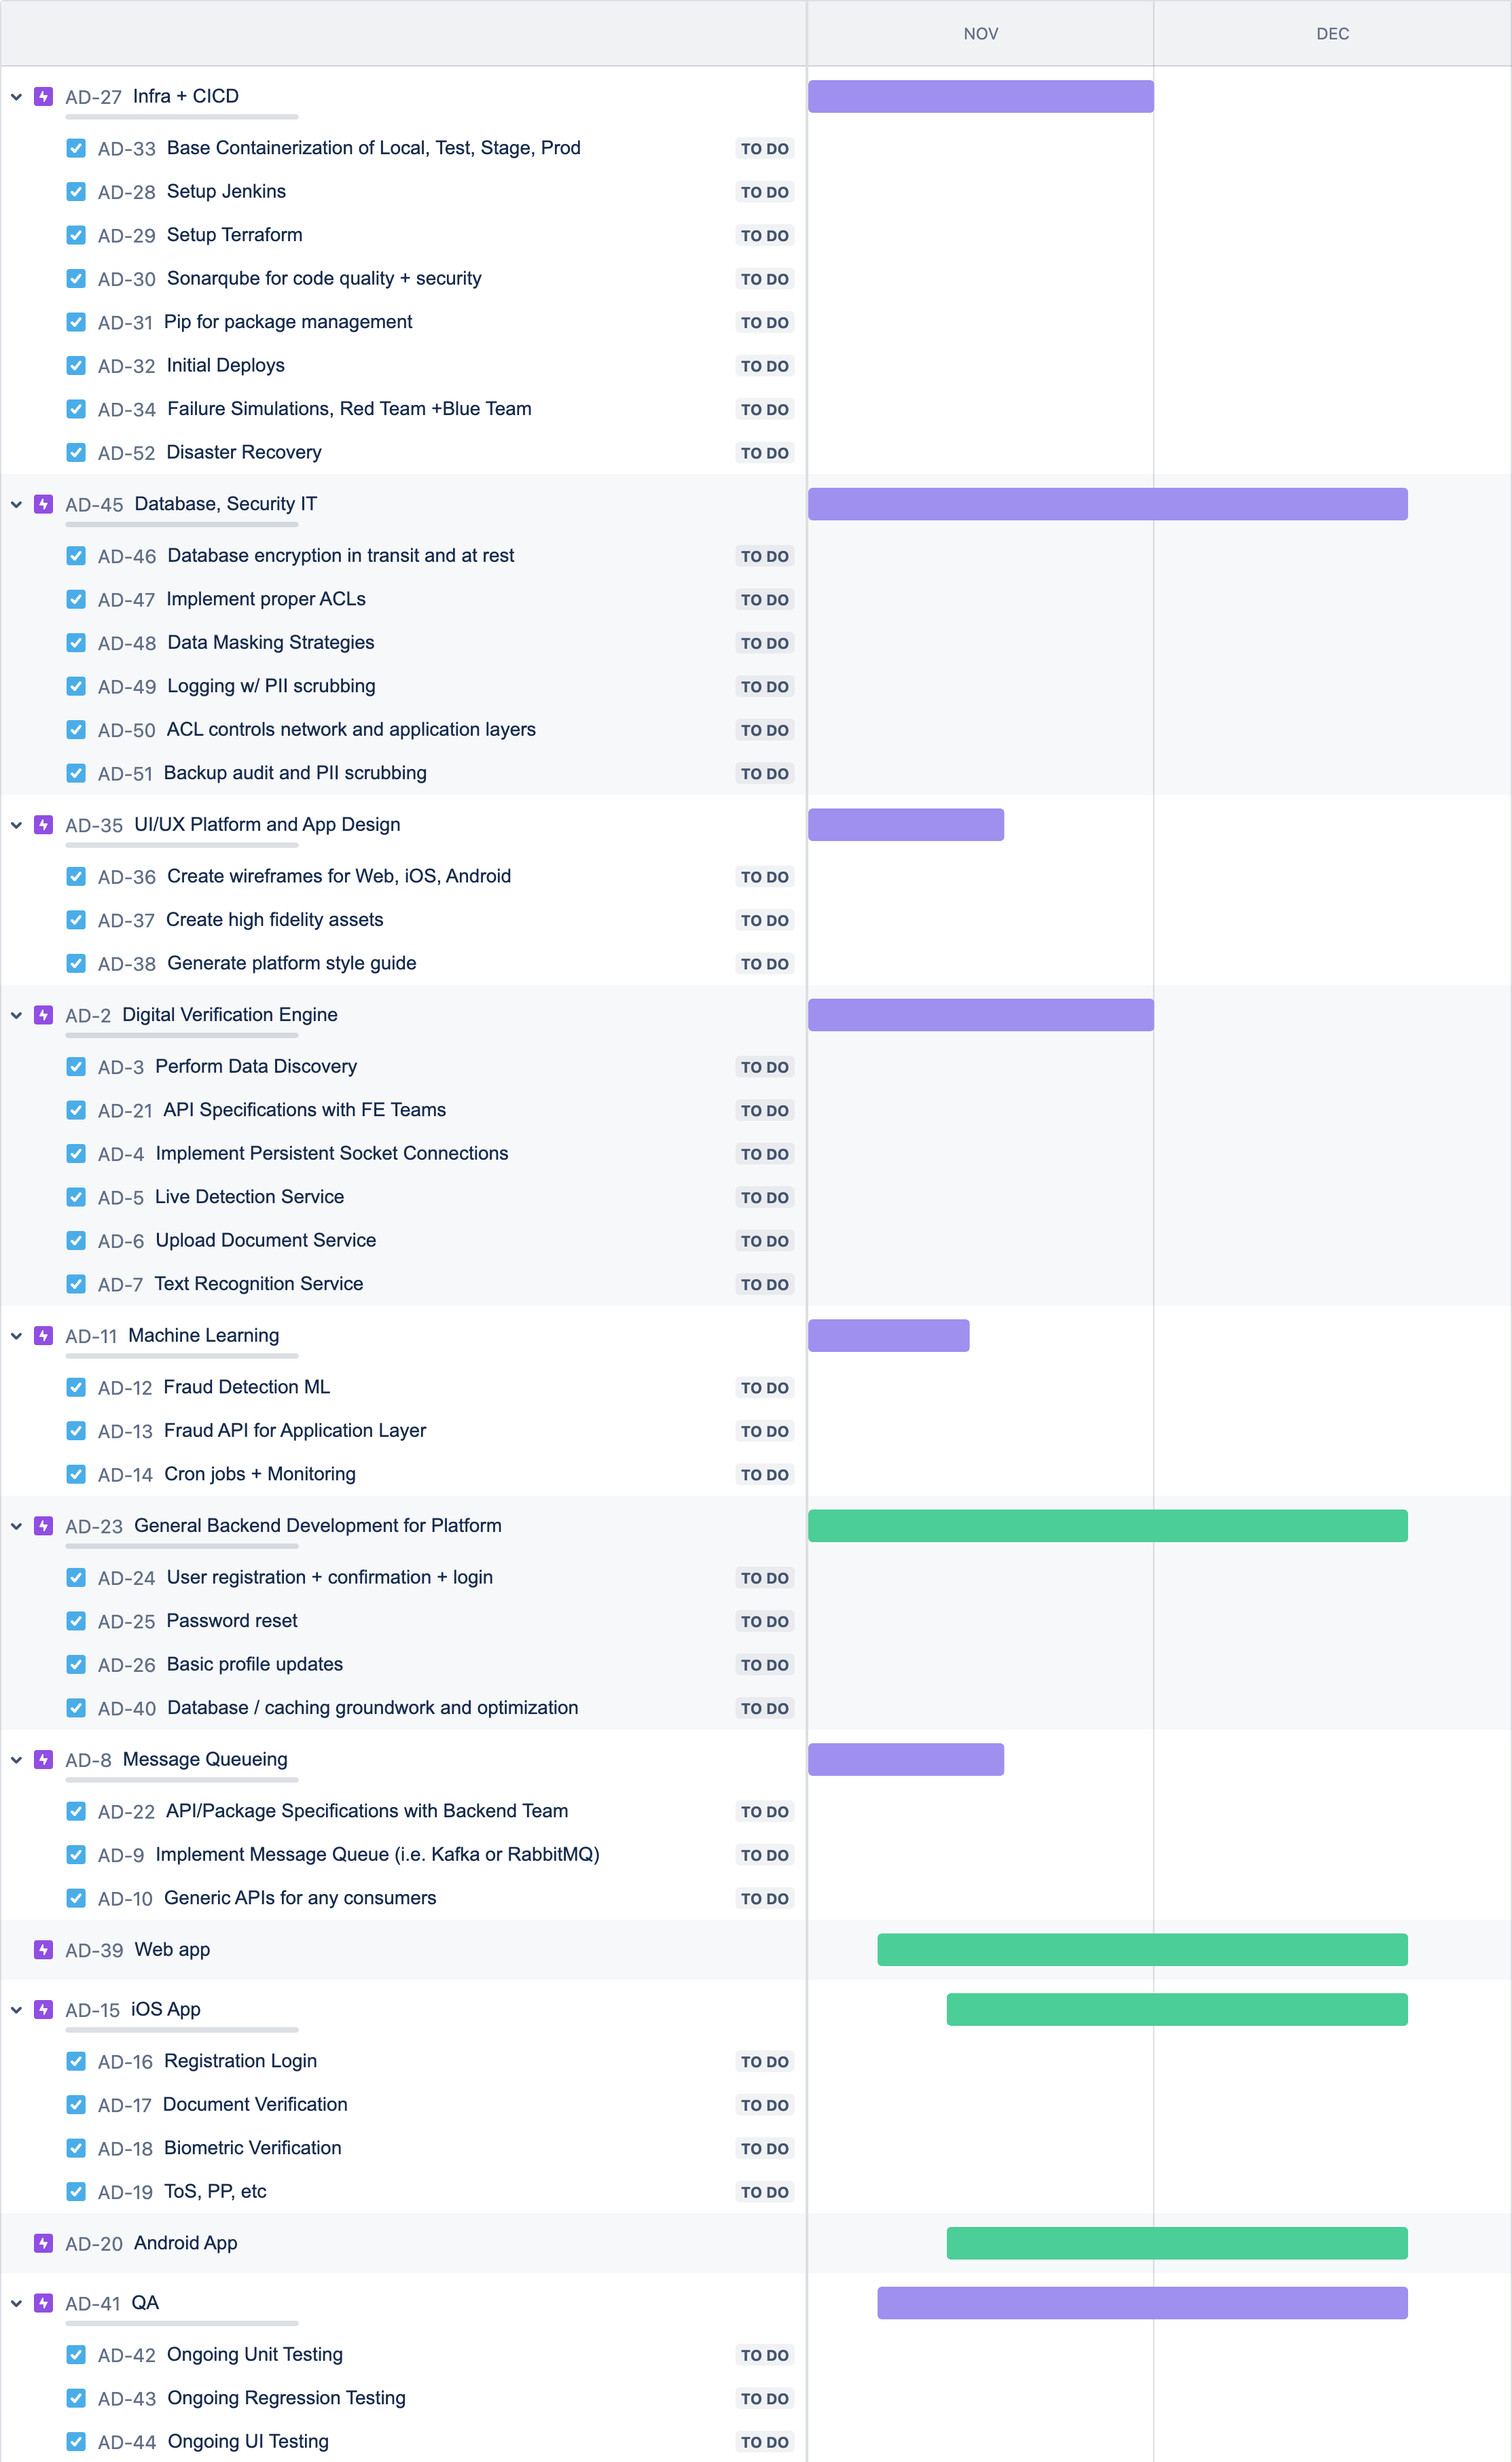 NOV DEC
AD-27 Infra + CICD
AD-33 Base Containerization of Local, Test, Stage, Prod TO DO
AD-28 Setup Jenkins TO DO
AD-29 Setup Terraform TO DO
AD-30 Sonarqube for code quality + security TO DO
AD-31 Pip for package management TO DO
AD-32 Initial Deploys TO DO
AD-34 Failure Simulations, Red Team +Blue Team TO DO
AD-52 Disaster Recovery TO DO
AD-45 Database, Security IT
AD-46 Database encryption in transit and at rest TO DO
AD-47 Implement proper ACLs TO DO
AD-48 Data Masking Strategies TO DO
AD-49 Logging w/ PII scrubbing TO DO
AD-50 ACL controls network and application layers TO DO
AD-51 Backup audit and PII scrubbing TO DO
AD-35 UI/UX Platform and App Design
AD-36 Create wireframes for Web, iOS, Android TO DO
AD-37 Create high fidelity assets TO DO
AD-38 Generate platform style guide TO DO
AD-2 Digital Verification Engine
AD-3 Perform Data Discovery TO DO
AD-21 API Specifications with FE Teams TO DO
AD-4 Implement Persistent Socket Connections TO DO
AD-5 Live Detection Service TO DO
AD-6 Upload Document Service TO DO
AD-7 Text Recognition Service TO DO
AD-11 Machine Learning
AD-12 Fraud Detection ML TO DO
AD-13 Fraud API for Application Layer TO DO
AD-14 Cron jobs + Monitoring TO DO
AD-23 General Backend Development for Platform
AD-24 User registration + confirmation + login TO DO
AD-25 Password reset TO DO
AD-26 Basic profile updates TO DO
AD-40 Database / caching groundwork and optimization TO DO
AD-8 Message Queueing
AD-22 API/Package Specifications with Backend Team TO DO
AD-9 Implement Message Queue (i.e. Kafka or RabbitMQ) TO DO
AD-10 Generic APIs for any consumers TO DO
AD-39 Web app
AD-15 iOS App
AD-16 Registration Login TO DO
AD-17 Document Verification TO DO
AD-18 Biometric Verification TO DO
AD-19 ToS, PP, etc TO DO
AD-20 Android App
AD-41 QA
AD-42 Ongoing Unit Testing TO DO
AD-43 Ongoing Regression Testing TO DO
AD-44 Ongoing UI Testing TO DO